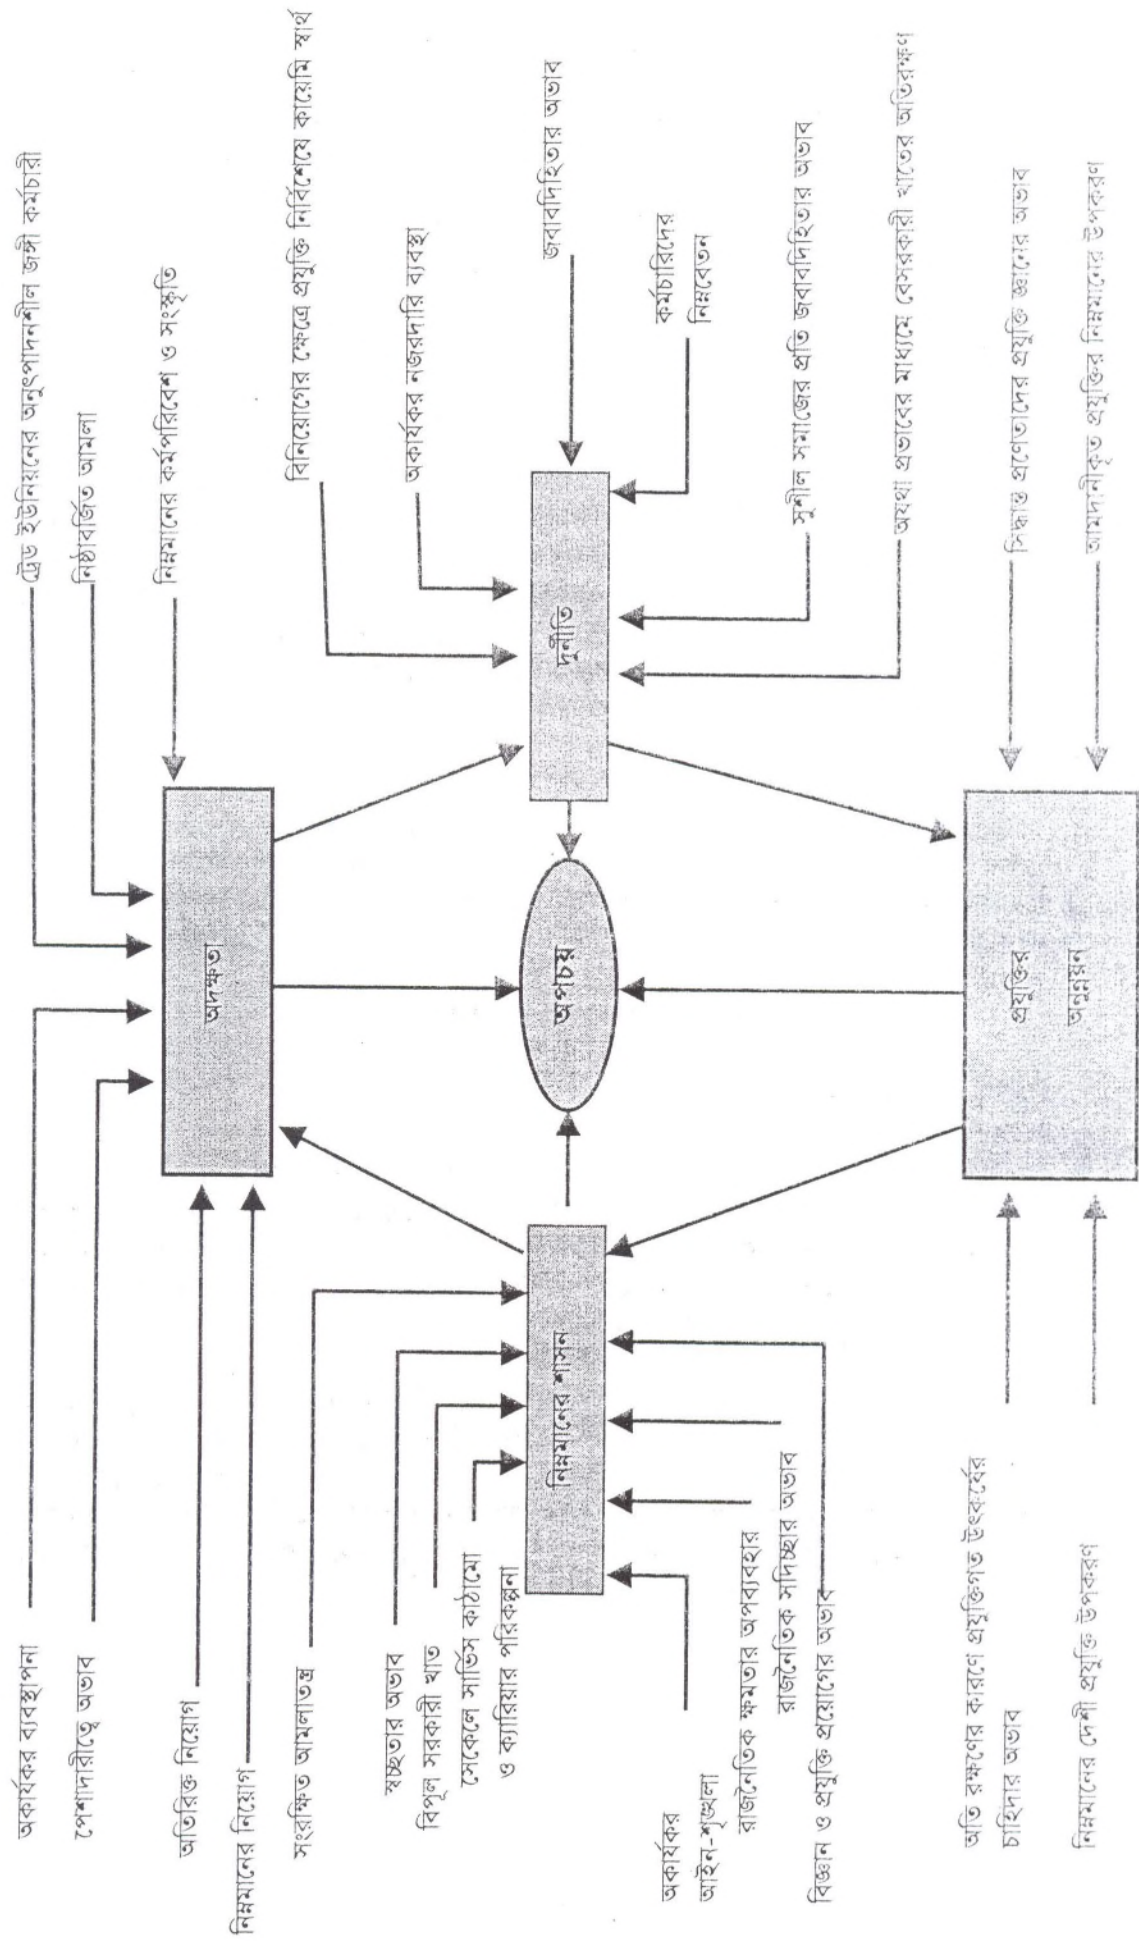 অকার্যকর ব্যবস্থাপনা
পেশাদারীত্বে অভাব
অতিরিক্ত নিয়োগ
নিম্নমানের নিয়োগ
ট্রেড ইউনিয়নের অনুৎপাদনশীল জঙ্গী কর্মচারী
নিষ্ঠাবর্জিত আমলা
নিম্নমানের কর্মপরিবেশ ও সংস্কৃতি
অদক্ষতা
সংরক্ষিত আমলাতন্ত্র
স্বচ্ছতার অভাব
বিপুল সরকারী খাত
সেকেলে সার্ভিস কাঠামো
ও ক্যারিয়ার পরিকল্পনা
নিম্নমানের শাসন
অপচয়
দুর্নীতি
বিনিয়োগের ক্ষেত্রে প্রযুক্তি নির্বিশেষে কায়েমি স্বার্থ
অকার্যকর নজরদারি ব্যবস্থা
জবাবদিহিতার অভাব
কর্মচারিদের
নিম্নবেতন
সুশীল সমাজের প্রতি জবাবদিহিতার অভাব
অযথা প্রভাবের মাধ্যমে বেসরকারী খাতের অতিরক্ষণ
অকার্যকর
আইন-শৃঙ্খলা
রাজনৈতিক ক্ষমতার অপব্যবহার
রাজনৈতিক সদিচ্ছার অভাব
বিজ্ঞান ও প্রযুক্তি প্রয়োগের অভাব
অতি রক্ষণের কারণে প্রযুক্তিগত উৎকর্ষের
চাহিদার অভাব
নিম্নমানের দেশী প্রযুক্তি উপকরণ
প্রযুক্তির
অনুন্নয়ন
সিদ্ধান্ত প্রণেতাদের প্রযুক্তি জ্ঞানের অভাব
আমদানীকৃত প্রযুক্তির নিম্নমানের উপকরণ